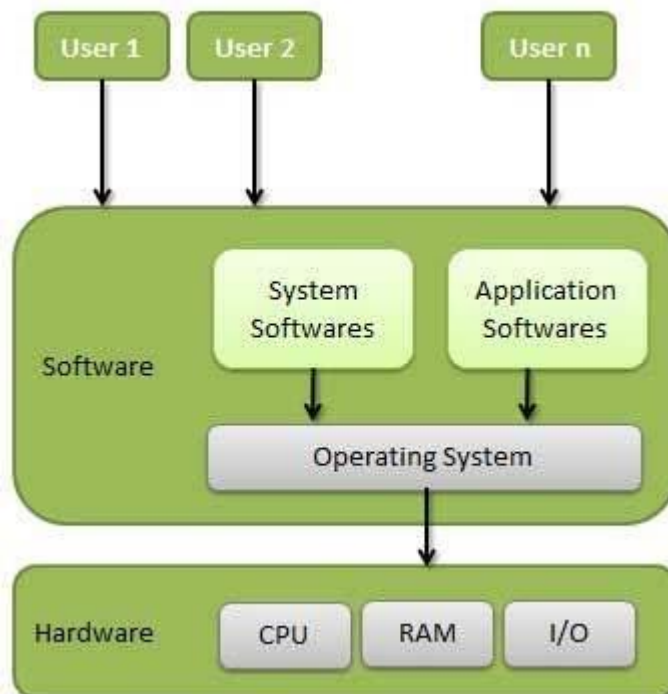 User 1
User 2
User n
System
Softwares
Application
Softwares
Software
Operating System
Hardware
CPU
RAM
I/O